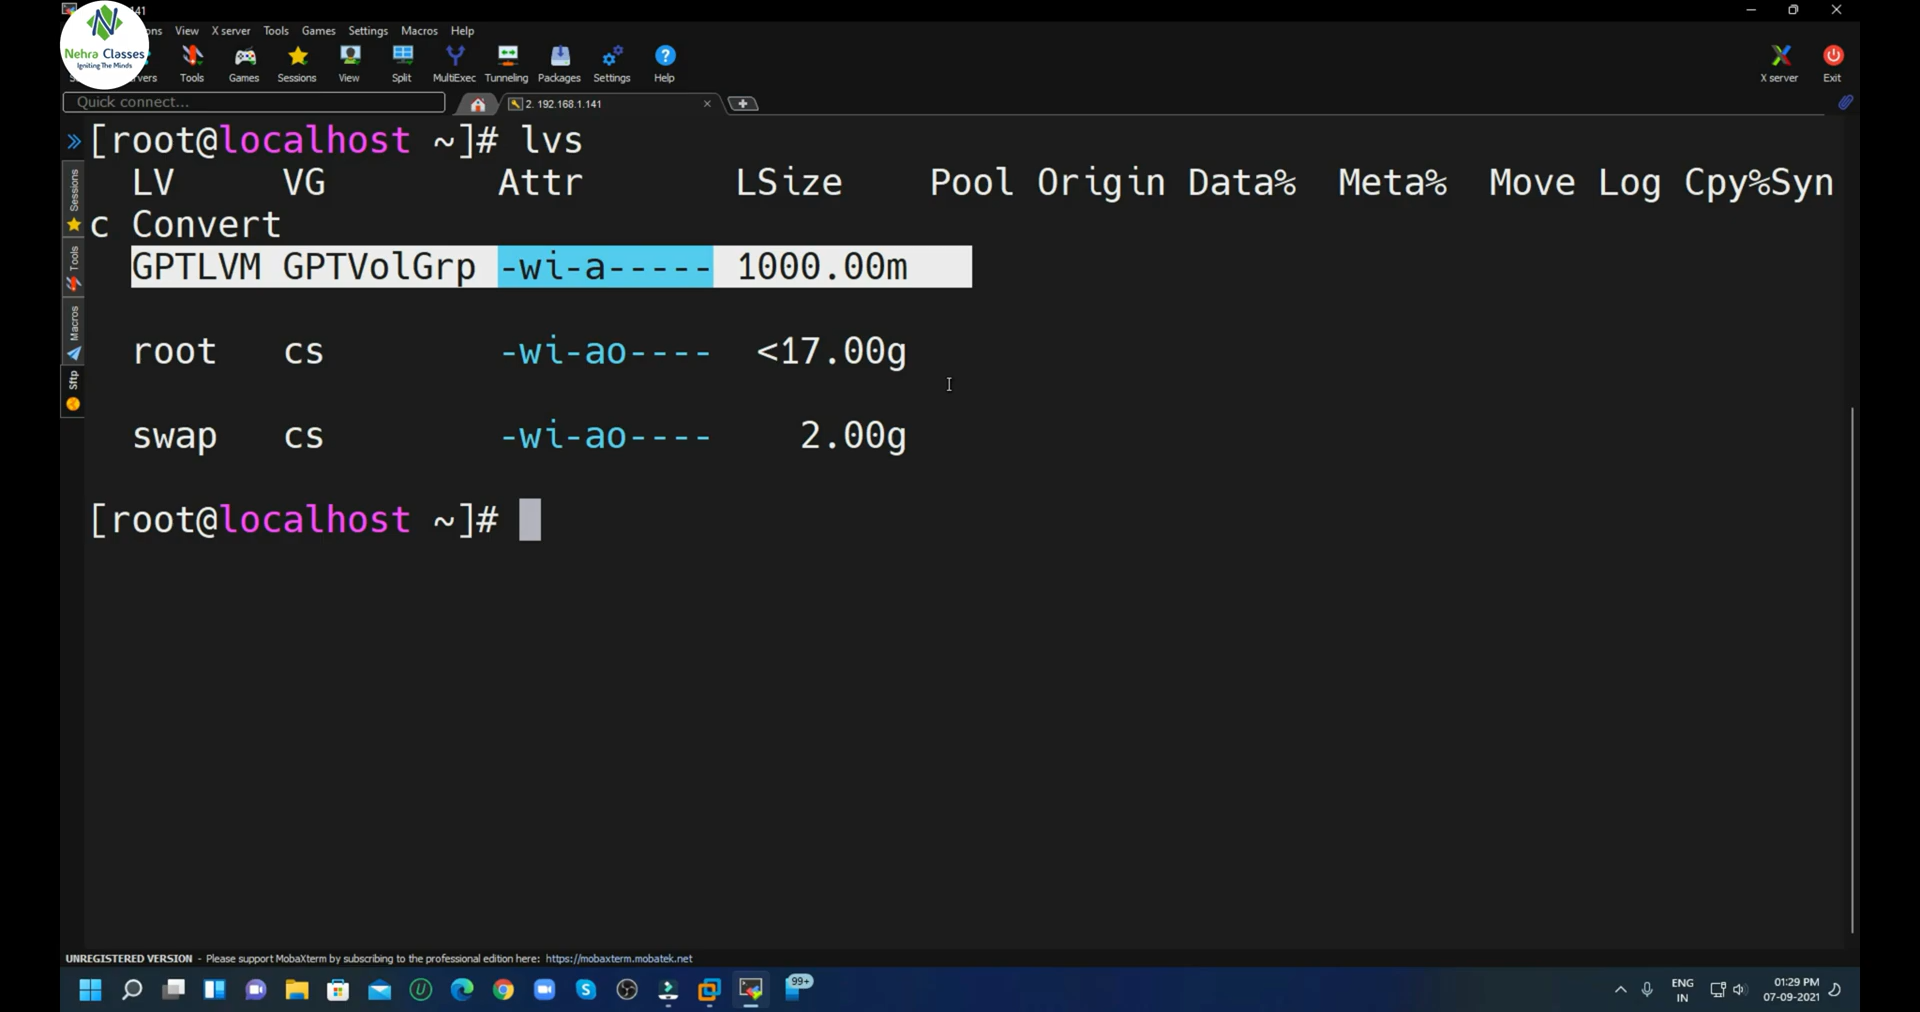 141
Nehra Classes
Igniting The Minds
ons View X server Tools Games Settings Macros Help
Servers Tools Games Sessions View Split MultiExec Tunneling Packages Settings Help X server Exit
Quick connect...
2. 192.168.1.141
Sessions
Tools
Macros
Sftp
[root@localhost ~]# lvs
LV VG Attr LSize Pool Origin Data% Meta% Move Log Cpy%Syn
c Convert
GPTLVM GPTVolGrp -wi-a----- 1000.00m
root cs -wi-ao---- <17.00g
swap cs -wi-ao---- 2.00g
[root@localhost ~]#
UNREGISTERED VERSION - Please support MobaXterm by subscribing to the professional edition here: https://mobaxterm.mobatek.net
99+
ENG
IN
01:29 PM
07-09-2021